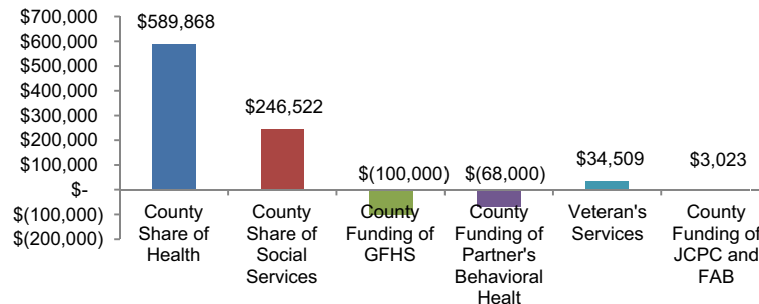 $700,000
$600,000
$500,000
$400,000
$300,000
$200,000
$100,000
$-
$(100,000)
$(200,000)
$589,868
$246,522
$(100,000)
$(68,000)
$34,509
$3,023
County
Share of
Health
County
Share of
Social
Services
County
Funding of
GFHS
County
Funding of
Partner's
Behavioral
Healt
Veteran's
Services
County
Funding of
JCPC and
FAB